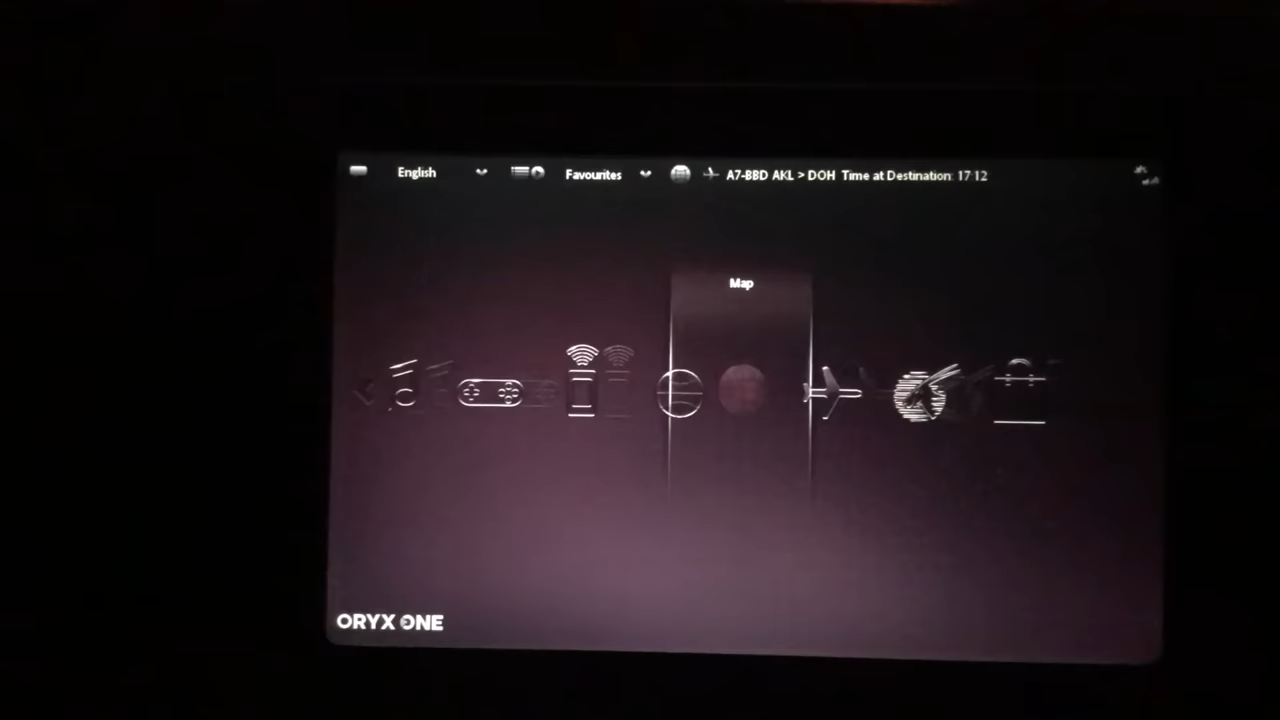 English Favourites A7-BBD AKL > DOH Time at Destination: 17 12
Map
ORYX ONE